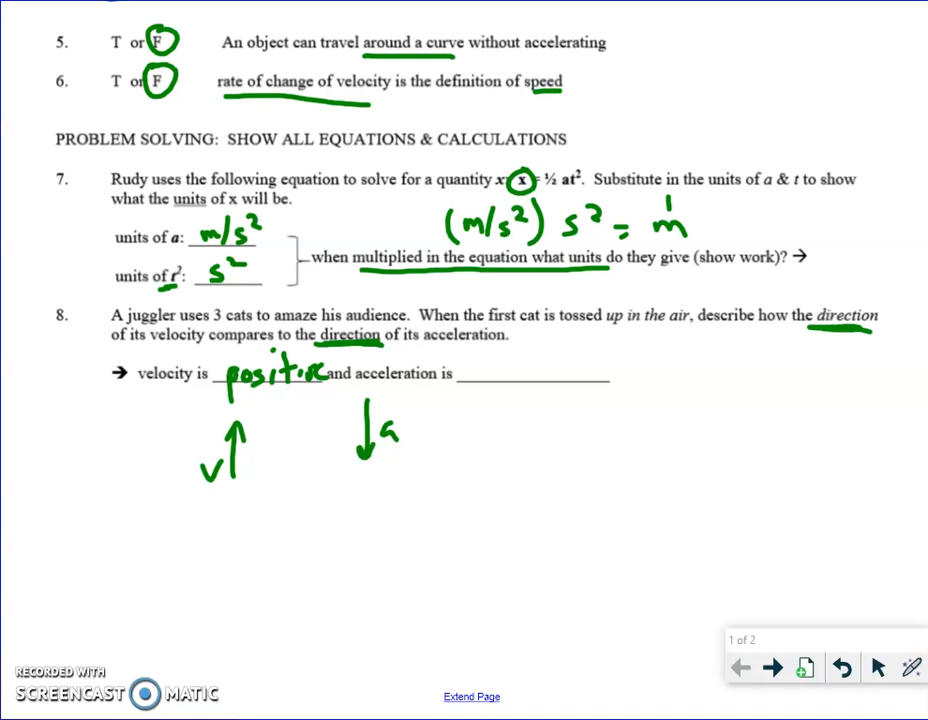 5. T or F An object can travel around a curve without accelerating
6. T or F rate of change of velocity is the definition of speed
PROBLEM SOLVING: SHOW ALL EQUATIONS & CALCULATIONS
7. Rudy uses the following equation to solve for a quantity x: x = ½ at². Substitute in the units of a & t to show
what the units of x will be.
(m/s²) s² = m
units of a: m/s²
when multiplied in the equation what units do they give (show work)? →
units of t²: s²
8. A juggler uses 3 cats to amaze his audience. When the first cat is tossed up in the air, describe how the direction
of its velocity compares to the direction of its acceleration.
→ velocity is positive and acceleration is
v↑ ↓a
1 of 2
RECORDED WITH
SCREENCAST MATIC
Extend Page